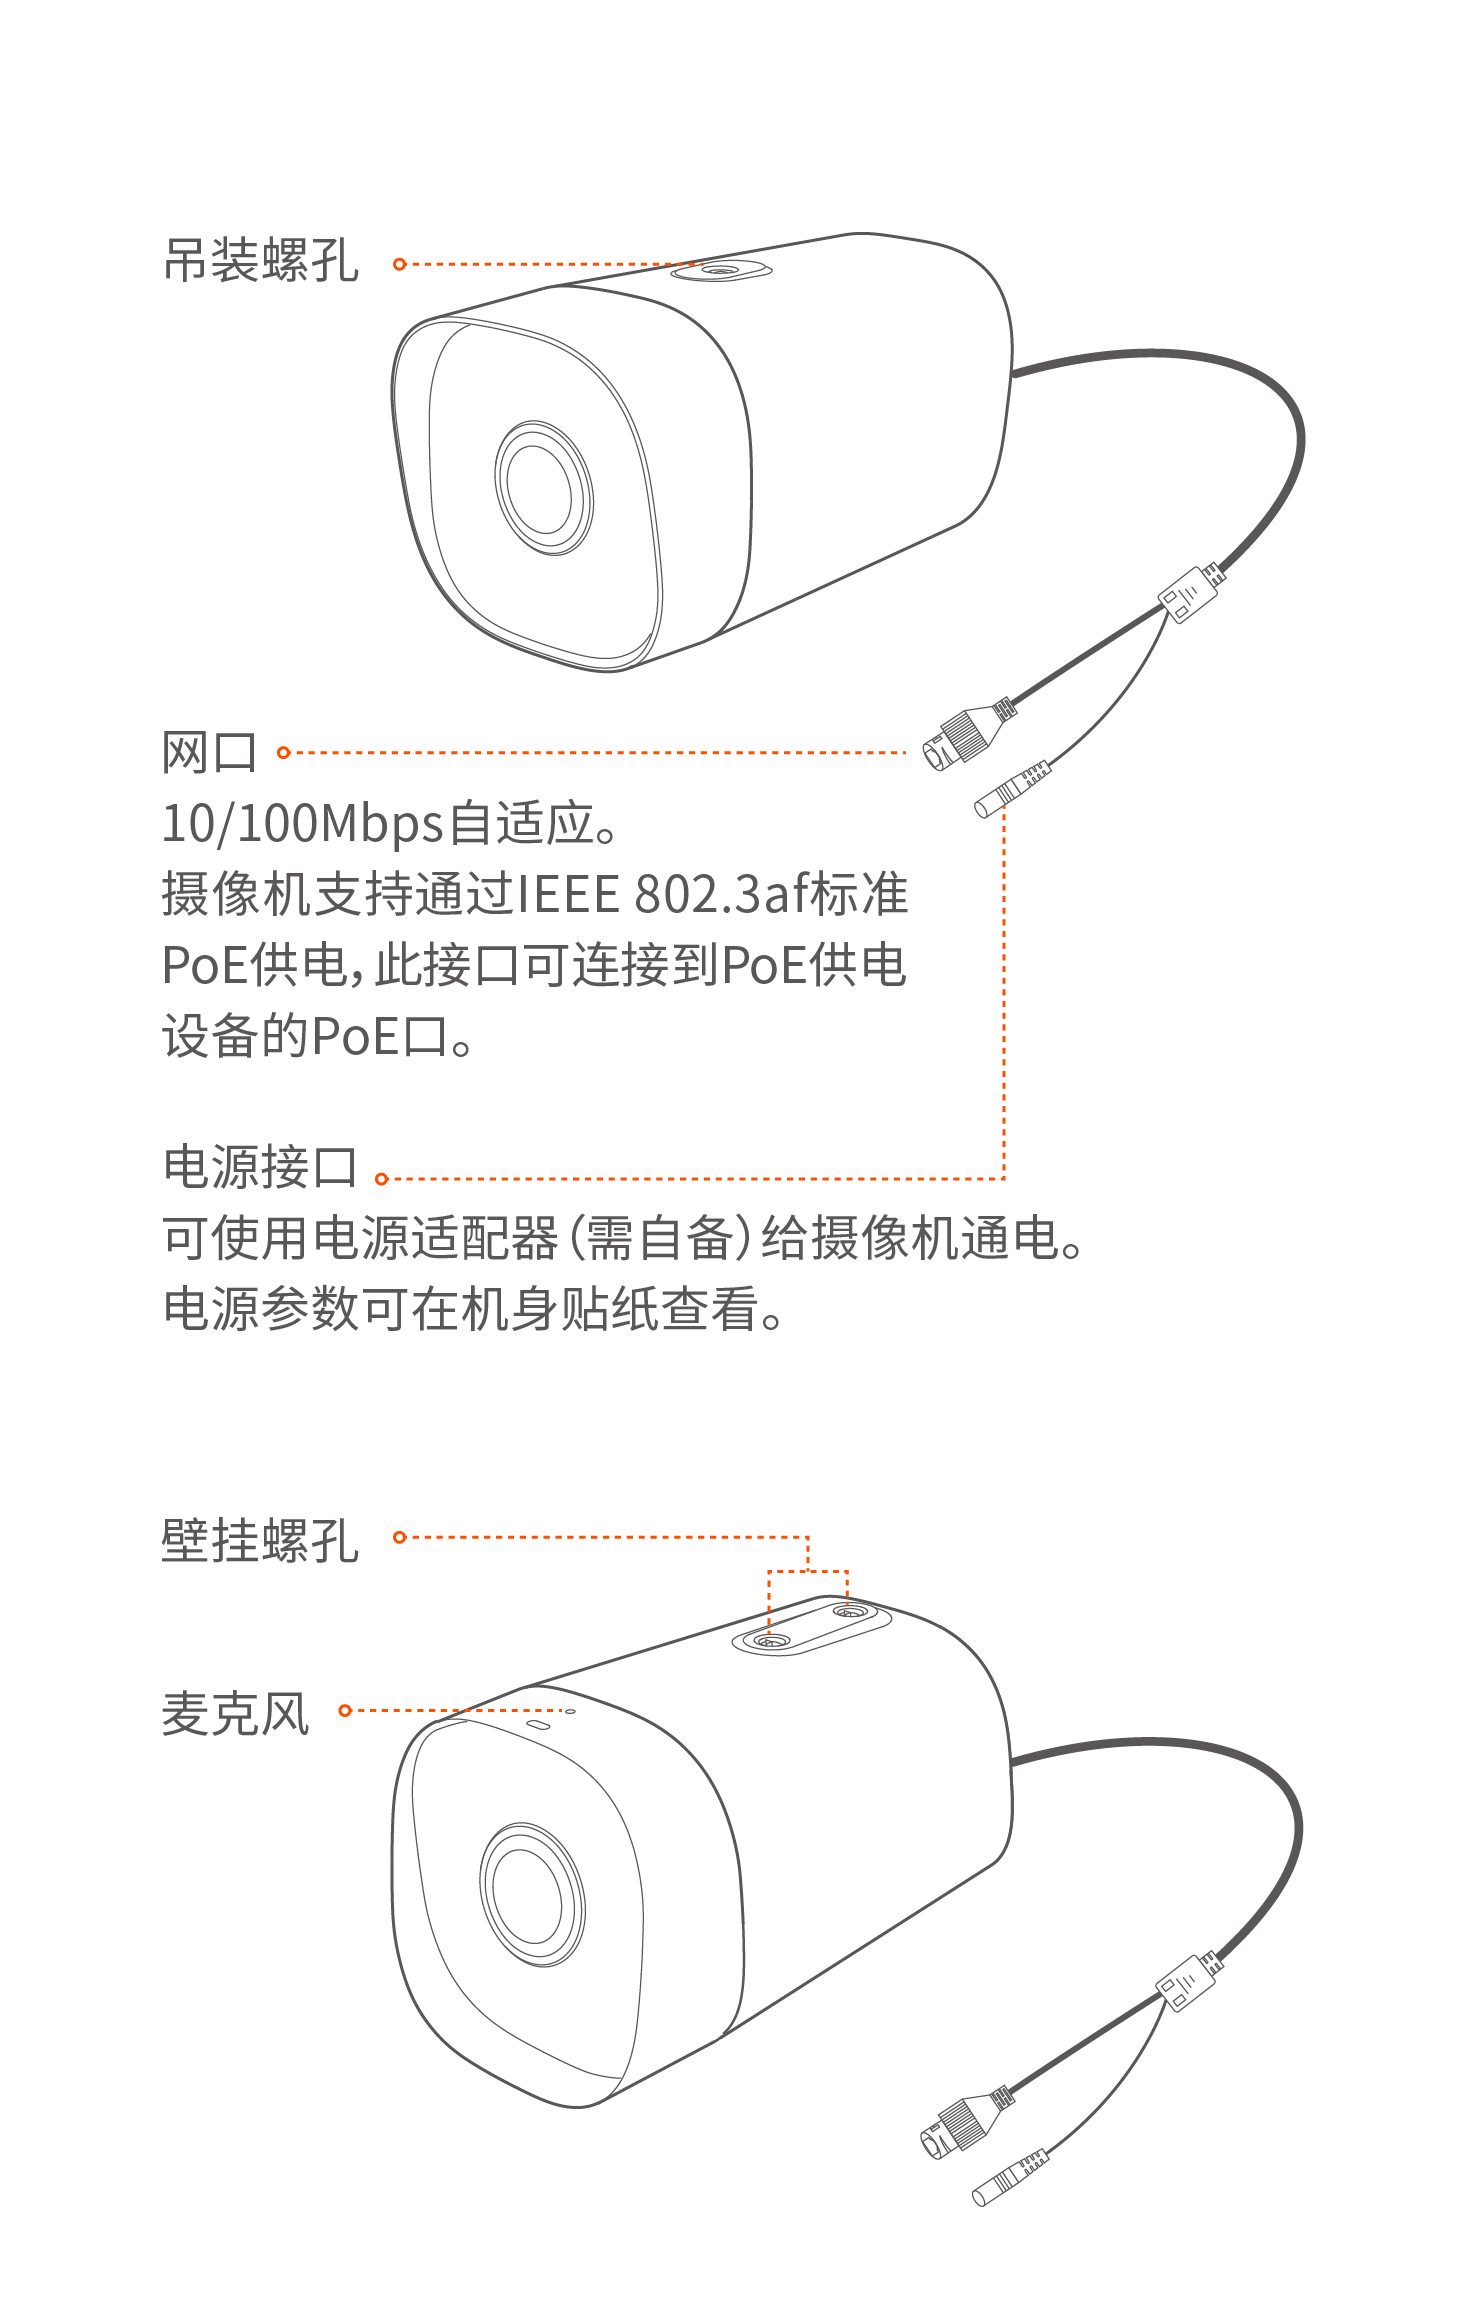 吊装螺孔
网口
10/100Mbps自适应。
摄像机支持通过IEEE 802.3af标准
PoE供电，此接口可连接到PoE供电
设备的PoE口。
电源接口
可使用电源适配器（需自备）给摄像机通电。
电源参数可在机身贴纸查看。
壁挂螺孔
麦克风